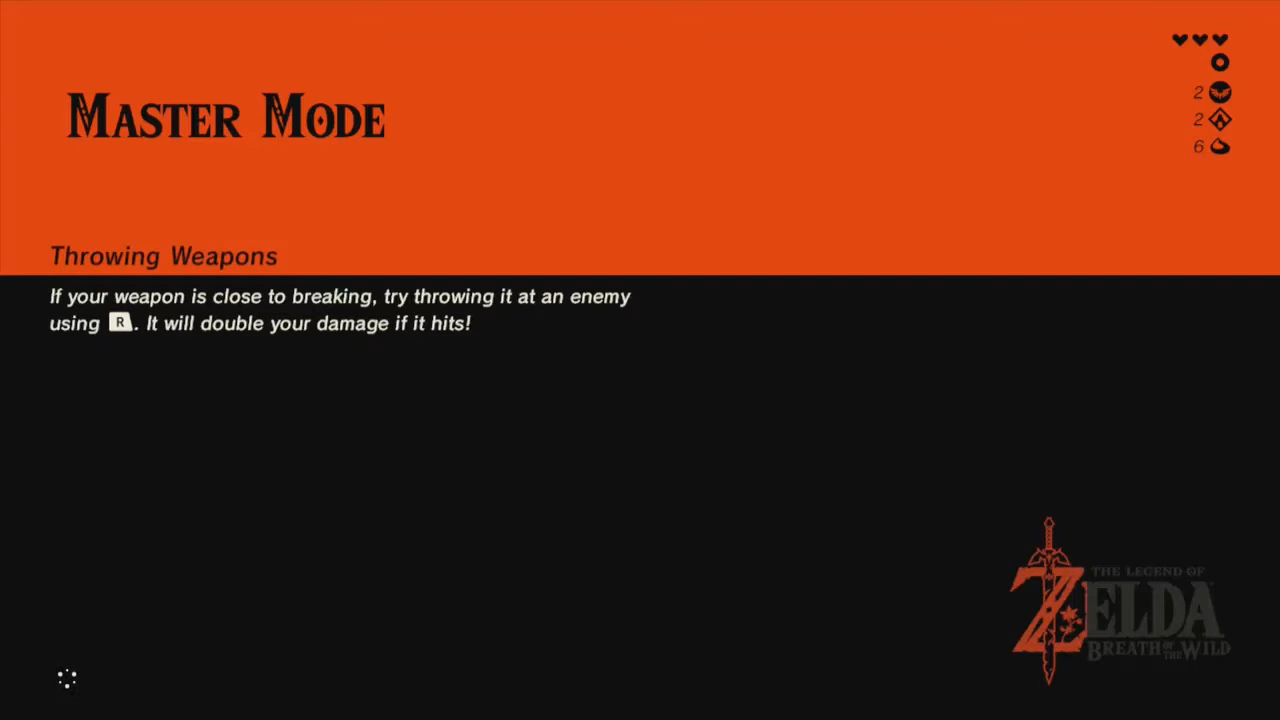 Master Mode
2
2
6
Throwing Weapons
If your weapon is close to breaking, try throwing it at an enemy
using R. It will double your damage if it hits!
THE LEGEND OF
ZELDA
BREATH OF THE WILD